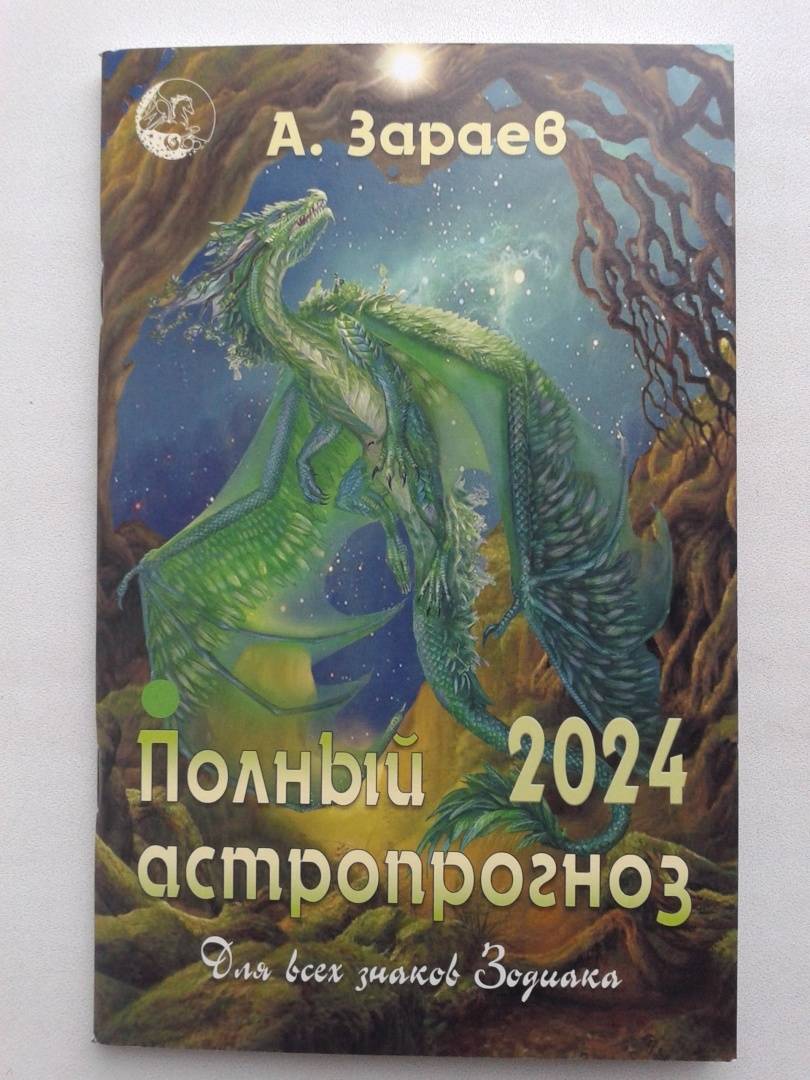 А. Зараев
Полный 2024
астропрогноз
Для всех знаков Зодиака